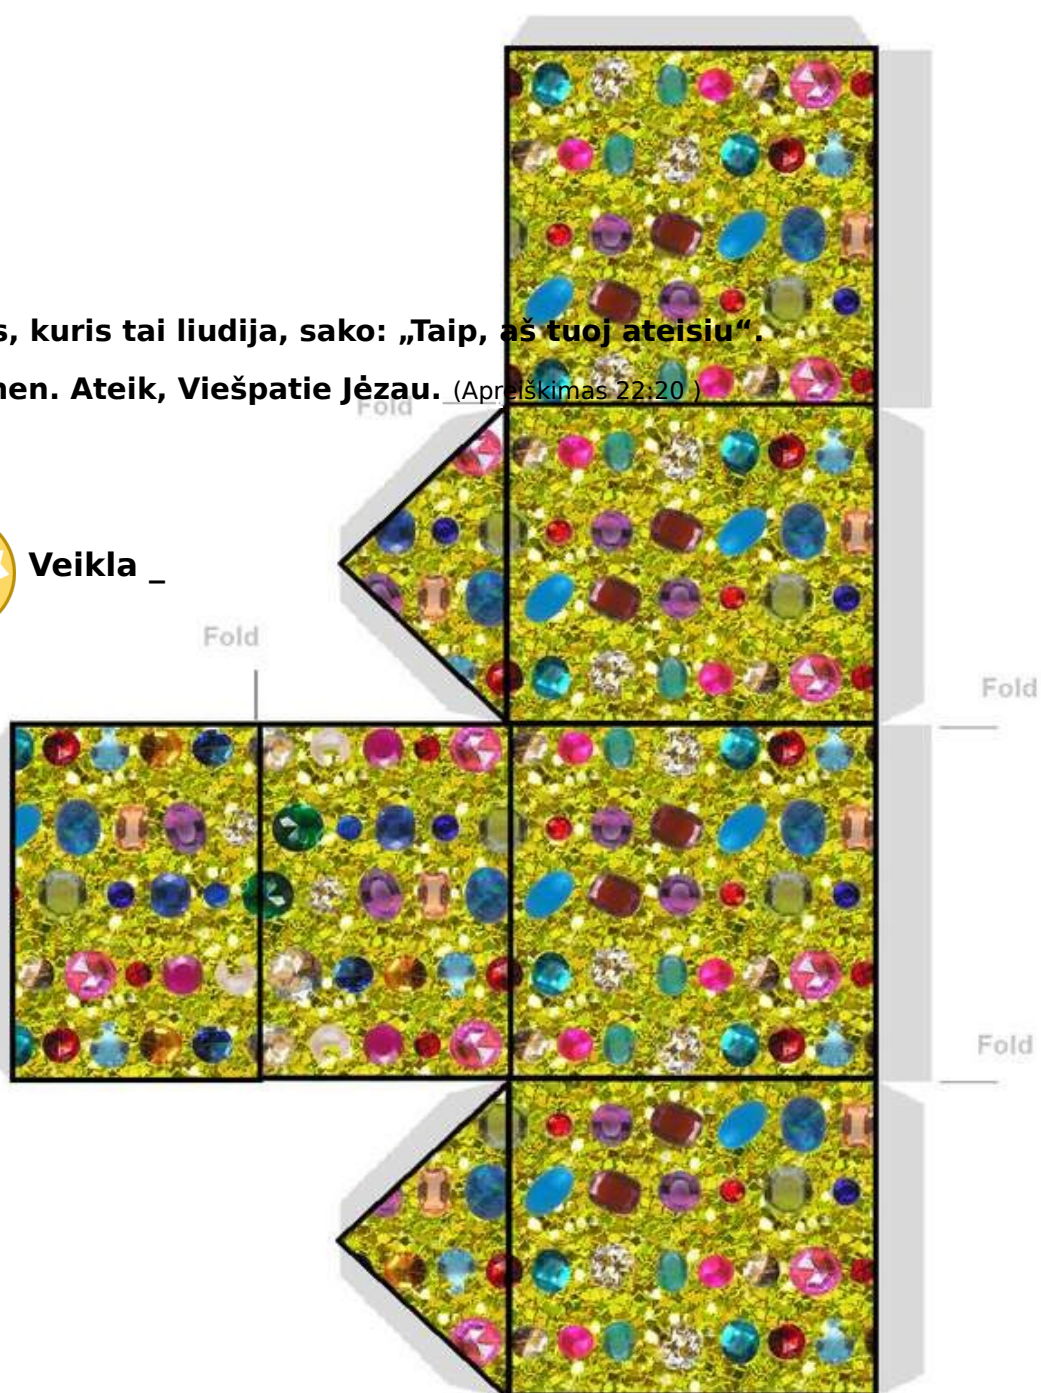 kuris tai liudija, sako: „Taip, aš tuoj ateisiu“.
Ateik, Viešpatie Jėzau. (Apreiškimas 22:20 )
Fold
Veikla _
Fold
Fold
Fold